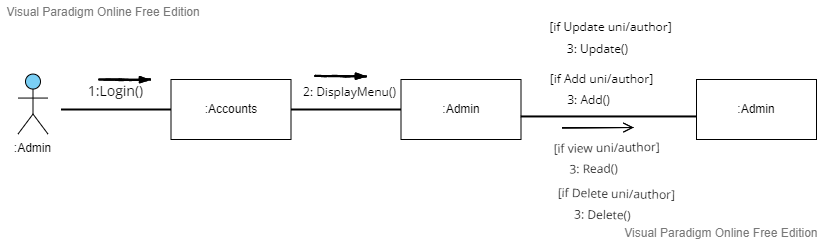 Visual Paradigm Online Free Edition
[if Update uni/author]
3: Update()
[if Add uni/author]
1:Login()
2: DisplayMenu()
3: Add()
:Accounts
:Admin
:Admin
:Admin
[if view uni/author]
3: Read()
[if Delete uni/author]
3: Delete()
Visual Paradigm Online Free Edition